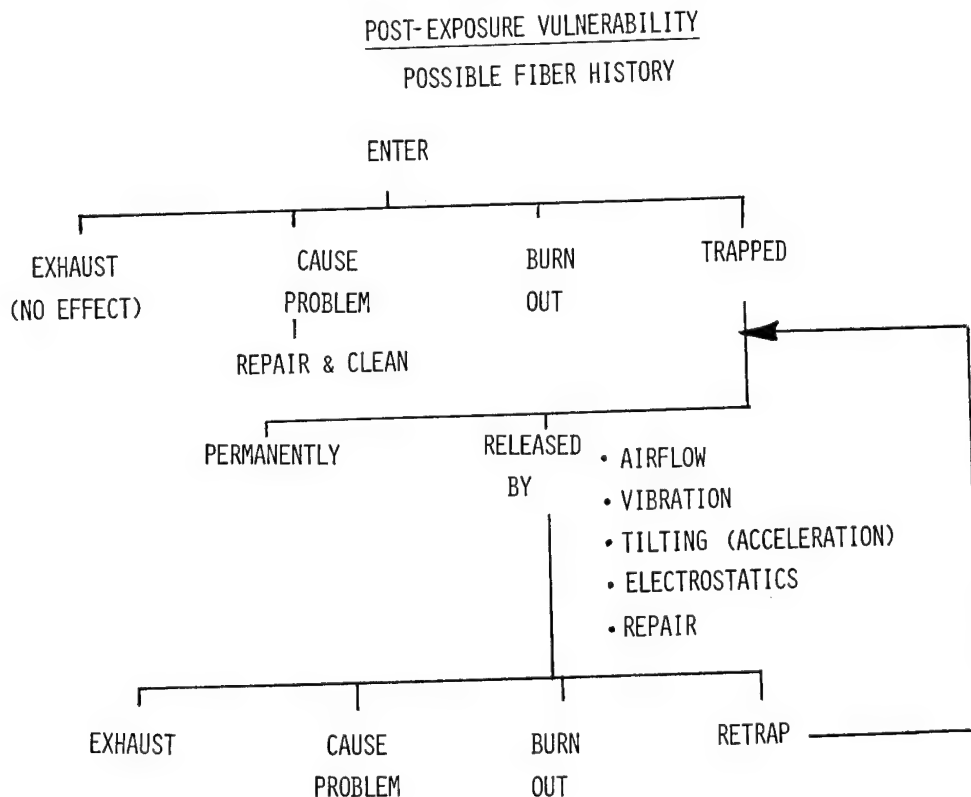 POST-EXPOSURE VULNERABILITY
POSSIBLE FIBER HISTORY
ENTER
EXHAUST
(NO EFFECT)
CAUSE
PROBLEM
REPAIR & CLEAN
BURN
OUT
TRAPPED
PERMANENTLY
RELEASED
BY
• AIRFLOW
• VIBRATION
• TILTING (ACCELERATION)
• ELECTROSTATICS
• REPAIR
EXHAUST
CAUSE
PROBLEM
BURN
OUT
RETRAP